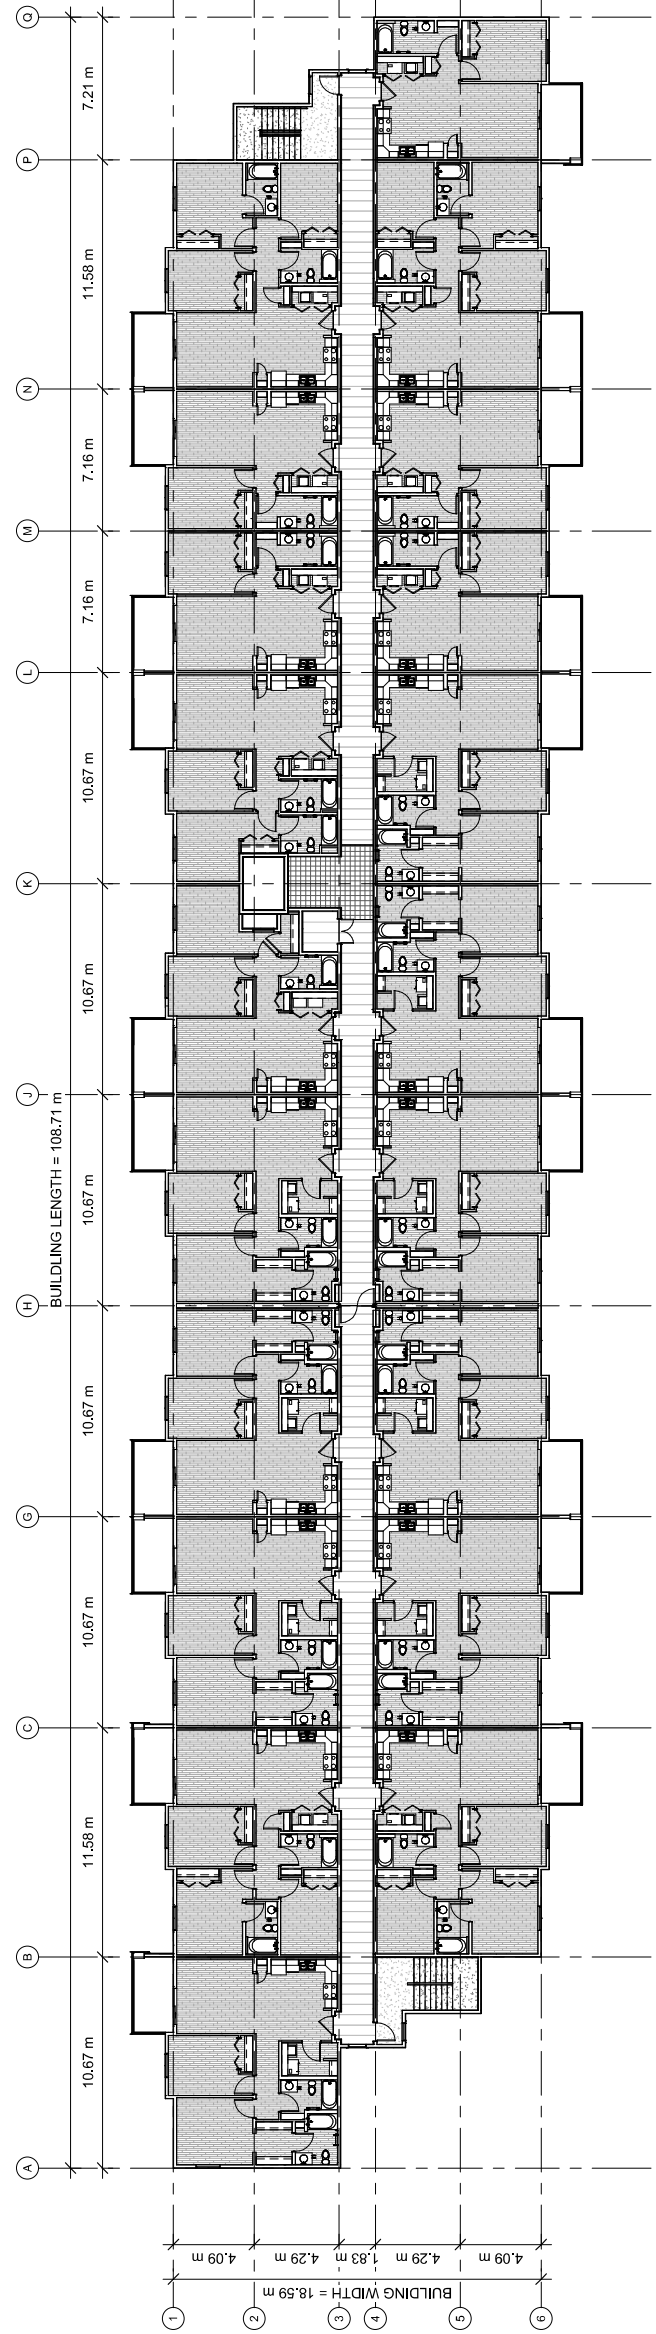 Q
7.21 m
P
11.58 m
N
7.16 m
M
7.16 m
L
10.67 m
K
10.67 m
J
BUILDLING LENGTH = 108.71 m
10.67 m
H
10.67 m
G
10.67 m
C
11.58 m
B
10.67 m
A
4.09 m
4.29 m
1.83 m
4.29 m
4.09 m
BUILDING WIDTH = 18.59 m
1
2
3
4
5
6